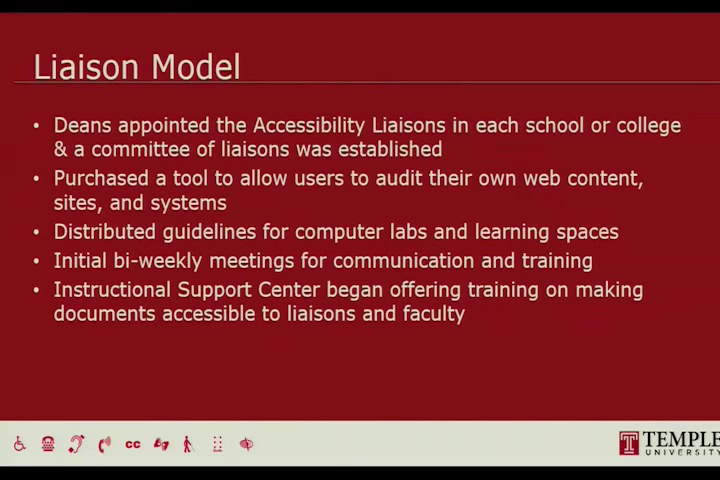 Liaison Model
• Deans appointed the Accessibility Liaisons in each school or college
& a committee of liaisons was established
• Purchased a tool to allow users to audit their own web content,
sites, and systems
• Distributed guidelines for computer labs and learning spaces
• Initial bi-weekly meetings for communication and training
• Instructional Support Center began offering training on making
documents accessible to liaisons and faculty
CC
T TEMPLE
UNIVERSITY